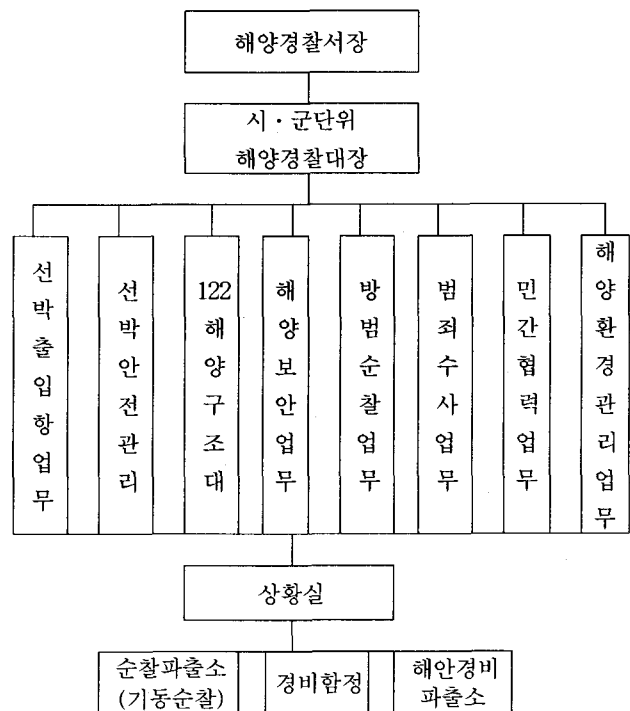 해양경찰서장
시·군단위
해양경찰대장
선박출입항업무
선박안전관리
122해양구조대
해양보안업무
방범순찰업무
범죄수사업무
민간협력업무
해양환경관리업무
상황실
순찰파출소
(기동순찰)
경비함정
해안경비
파출소